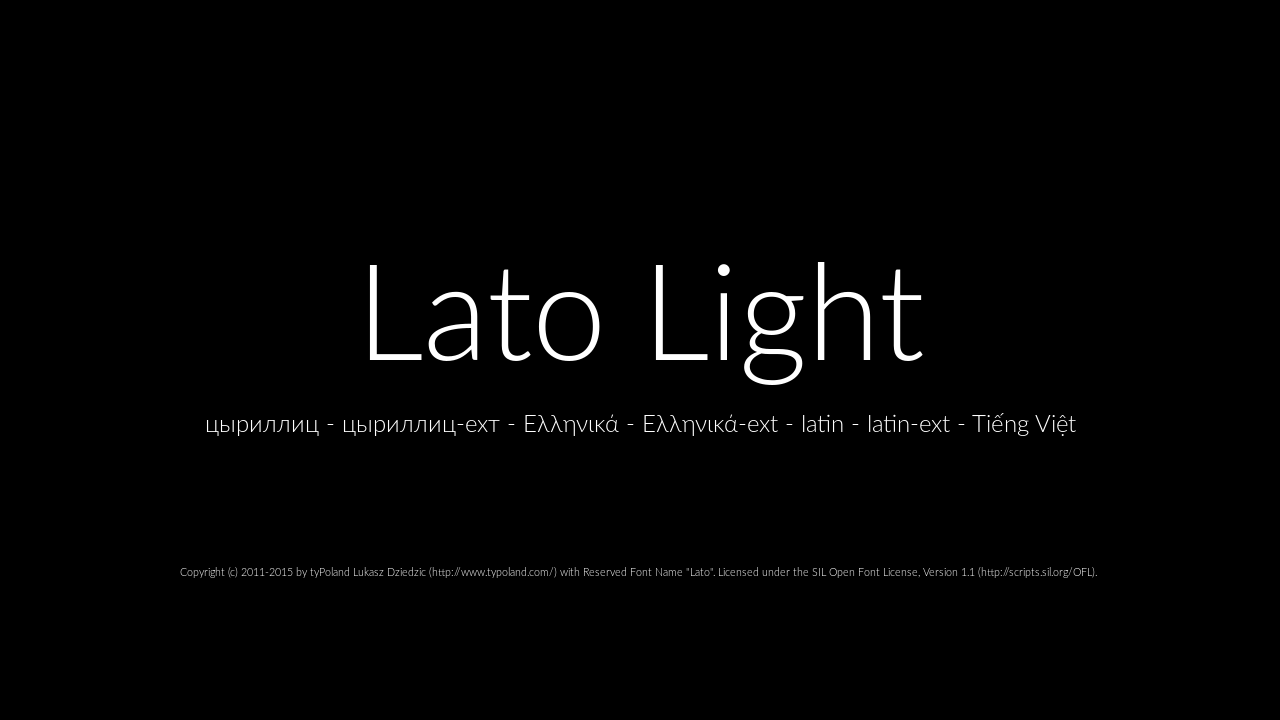 Lato Light
цыриллиц - цыриллиц-ехт - Ελληνικά - Ελληνικά-ext - latin - latin-ext - Tiếng Việt
Copyright (c) 2011-2015 by tyPoland Lukasz Dziedzic (http://www.typoland.com/) with Reserved Font Name "Lato". Licensed under the SIL Open Font License, Version 1.1 (http://scripts.sil.org/OFL).